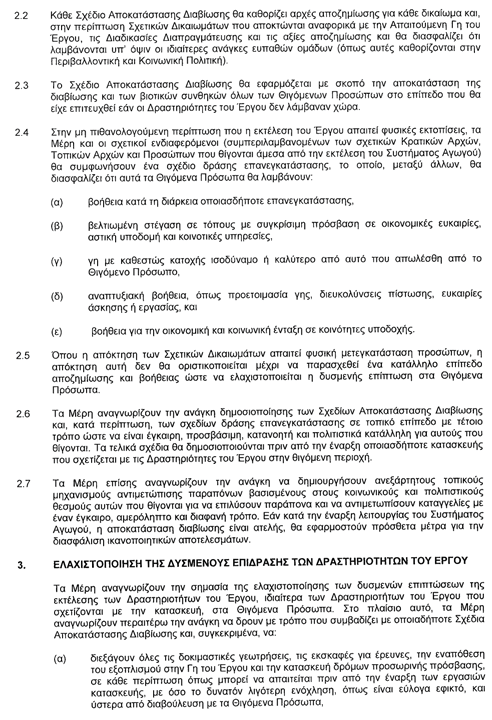 2.2 Κάθε Σχέδιο Αποκατάστασης Διαβίωσης θα καθορίζει αρχές αποζημίωσης για κάθε δικαίωμα και,
στην περίπτωση Σχετικών Δικαιωμάτων που αποκτώνται αναφορικά με την Απαιτούμενη Γη του
Έργου, τις Διαδικασίες Διαπραγμάτευσης και τις αξίες αποζημίωσης και θα διασφαλίζει ότι
λαμβάνονται υπ' όψιν οι ιδιαίτερες ανάγκες ευπαθών ομάδων (όπως αυτές καθορίζονται στην
Περιβαλλοντική και Κοινωνική Πολιτική).
2.3 Το Σχέδιο Αποκατάστασης Διαβίωσης θα εφαρμόζεται με σκοπό την αποκατάσταση της
διαβίωσης και των βιοτικών συνθηκών όλων των Θιγόμενων Προσώπων στο επίπεδο που θα
είχε επιτευχθεί εάν οι Δραστηριότητες του Έργου δεν λάμβαναν χώρα.
2.4 Στην μη πιθανολογούμενη περίπτωση που η εκτέλεση του Έργου απαιτεί φυσικές εκτοπίσεις, τα
Μέρη και οι σχετικοί ενδιαφερόμενοι (συμπεριλαμβανομένων των σχετικών Κρατικών Αρχών,
Τοπικών Αρχών και Προσώπων που θίγονται άμεσα από την εκτέλεση του Συστήματος Αγωγού)
θα συμφωνήσουν ένα σχέδιο δράσης επανεγκατάστασης, το οποίο, μεταξύ άλλων, θα
διασφαλίζει ότι αυτά τα Θιγόμενα Πρόσωπα θα λαμβάνουν:
(α) βοήθεια κατά τη διάρκεια οποιασδήποτε επανεγκατάστασης,
(β) βελτιωμένη στέγαση σε τόπους με συγκρίσιμη πρόσβαση σε οικονομικές ευκαιρίες,
αστική υποδομή και κοινοτικές υπηρεσίες,
(γ) γη με καθεστώς κατοχής ισοδύναμο ή καλύτερο από αυτό που απωλέσθη από το
Θιγόμενο Πρόσωπο,
(δ) αναπτυξιακή βοήθεια, όπως προετοιμασία γης, διευκολύνσεις πίστωσης, ευκαιρίες
άσκησης ή εργασίας, και
(ε) βοήθεια για την οικονομική και κοινωνική ένταξη σε κοινότητες υποδοχής.
2.5 Όπου η απόκτηση των Σχετικών Δικαιωμάτων απαιτεί φυσική μετεγκατάσταση προσώπων, η
απόκτηση αυτή δεν θα οριστικοποιείται μέχρι να παρασχεθεί ένα κατάλληλο επίπεδο
αποζημίωσης και βοήθειας ώστε να ελαχιστοποιείται η δυσμενής επίπτωση στα Θιγόμενα
Πρόσωπα.
2.6 Τα Μέρη αναγνωρίζουν την ανάγκη δημοσιοποίησης των Σχεδίων Αποκατάστασης Διαβίωσης
και, κατά περίπτωση, των σχεδίων δράσης επανεγκατάστασης σε τοπικό επίπεδο με τέτοιο
τρόπο ώστε να είναι έγκαιρη, προσβάσιμη, κατανοητή και πολιτιστικά κατάλληλη για αυτούς που
θίγονται. Τα τελικά σχέδια θα δημοσιοποιούνται πριν από την έναρξη οποιασδήποτε κατασκευής
που σχετίζεται με τις Δραστηριότητες του Έργου στην θιγόμενη περιοχή.
2.7 Τα Μέρη επίσης αναγνωρίζουν την ανάγκη να δημιουργήσουν ανεξάρτητους τοπικούς
μηχανισμούς αντιμετώπισης παραπόνων βασισμένους στους κοινωνικούς και πολιτιστικούς
θεσμούς αυτών που θίγονται για να επιλύσουν παράπονα και να αντιμετωπίσουν καταγγελίες με
έναν έγκαιρο, αμερόληπτο και διαφανή τρόπο. Εάν κατά την έναρξη λειτουργίας του Συστήματος
Αγωγού, η αποκατάσταση διαβίωσης είναι ατελής, θα εφαρμοστούν πρόσθετα μέτρα για την
διασφάλιση ικανοποιητικών αποτελεσμάτων.
3. ΕΛΑΧΙΣΤΟΠΟΙΗΣΗ ΤΗΣ ΔΥΣΜΕΝΟΥΣ ΕΠΙΔΡΑΣΗΣ ΤΩΝ ΔΡΑΣΤΗΡΙΟΤΗΤΩΝ ΤΟΥ ΕΡΓΟΥ
Τα Μέρη αναγνωρίζουν την σημασία της ελαχιστοποίησης των δυσμενών επιπτώσεων της
εκτέλεσης των Δραστηριοτήτων του Έργου, ιδιαίτερα των Δραστηριοτήτων του Έργου που
σχετίζονται με την κατασκευή, στα Θιγόμενα Πρόσωπα. Στο πλαίσιο αυτό, τα Μέρη
αναγνωρίζουν περαιτέρω την ανάγκη να δρουν με τρόπο που συμβαδίζει με οποιαδήποτε Σχέδια
Αποκατάστασης Διαβίωσης και, συγκεκριμένα, να:
(α) διεξάγουν όλες τις δοκιμαστικές γεωτρήσεις, τις εκσκαφές για έρευνες, την εναπόθεση
του εξοπλισμού στην Γη του Έργου και την κατασκευή δρόμων προσωρινής πρόσβασης,
σε κάθε περίπτωση όπως μπορεί να απαιτείται πριν από την έναρξη των εργασιών
κατασκευής, με όσο το δυνατόν λιγότερη ενόχληση, όπως είναι εύλογα εφικτό, και
ύστερα από διαβούλευση με τα Θιγόμενα Πρόσωπα,